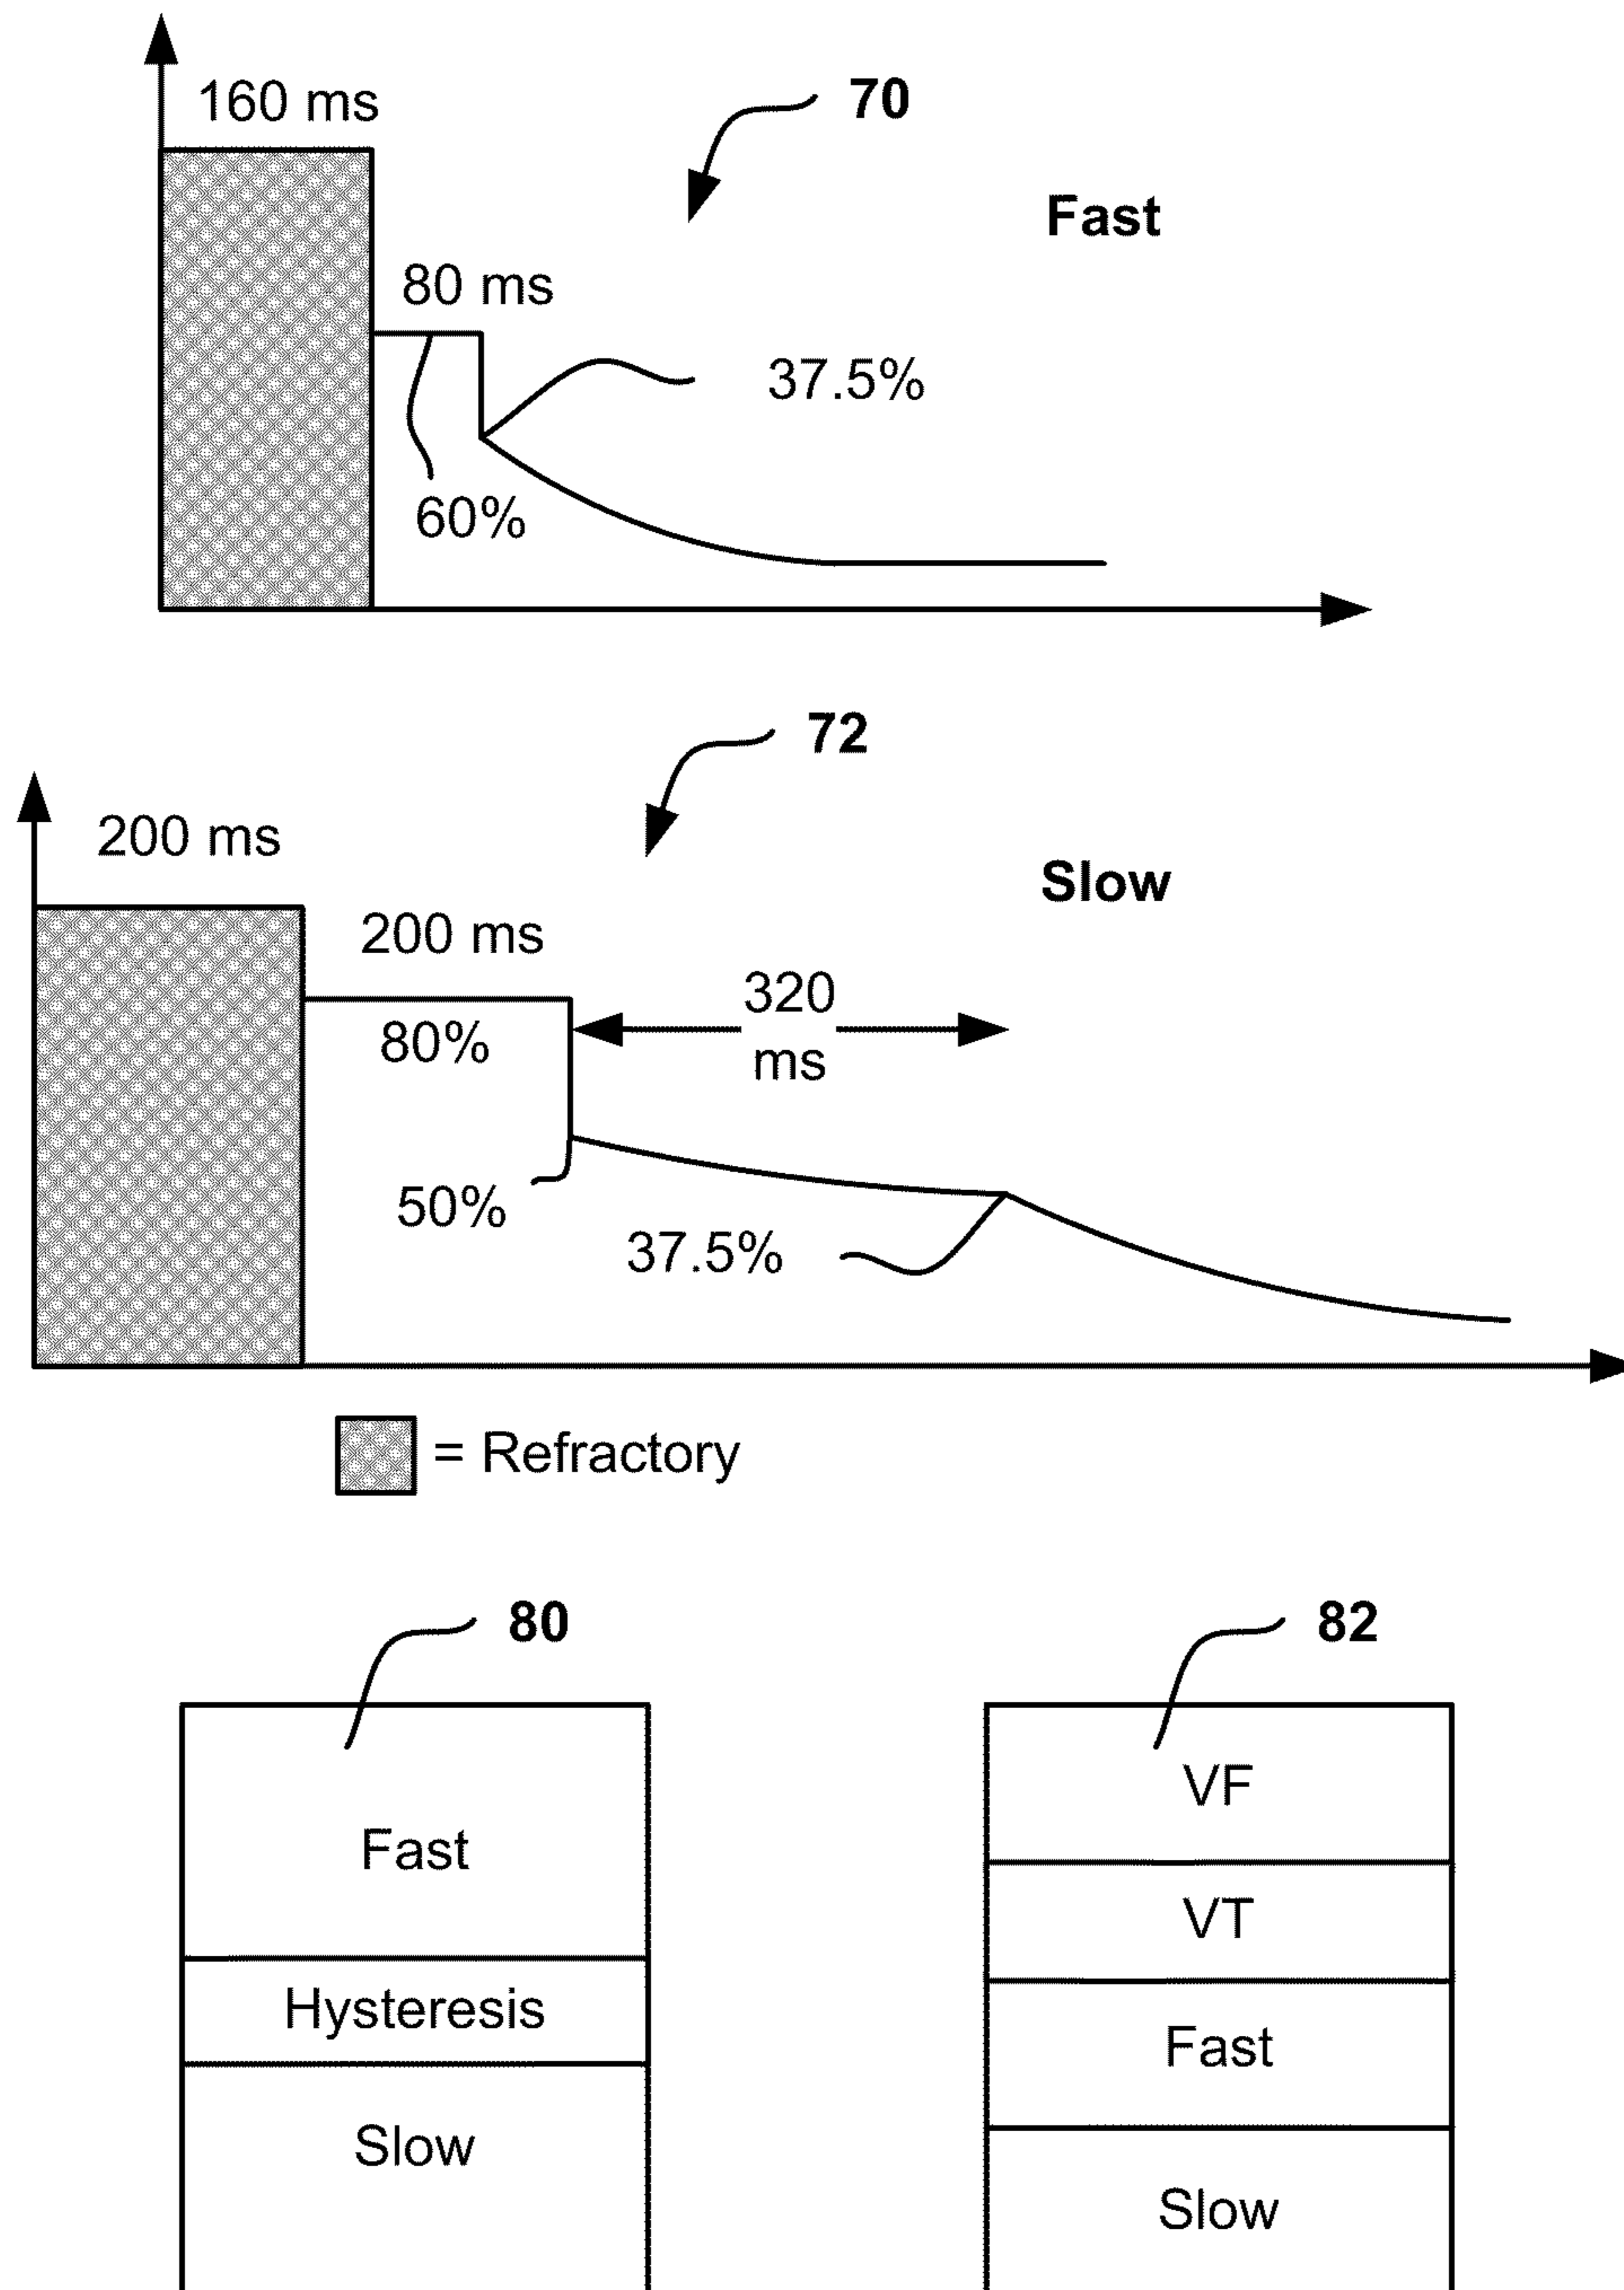 160 ms
70
Fast
80 ms
37.5%
60%
72
200 ms
Slow
200 ms
320
ms
80%
50%
37.5%
= Refractory
80
82
VF
Fast
VT
Hysteresis
Fast
Slow
Slow